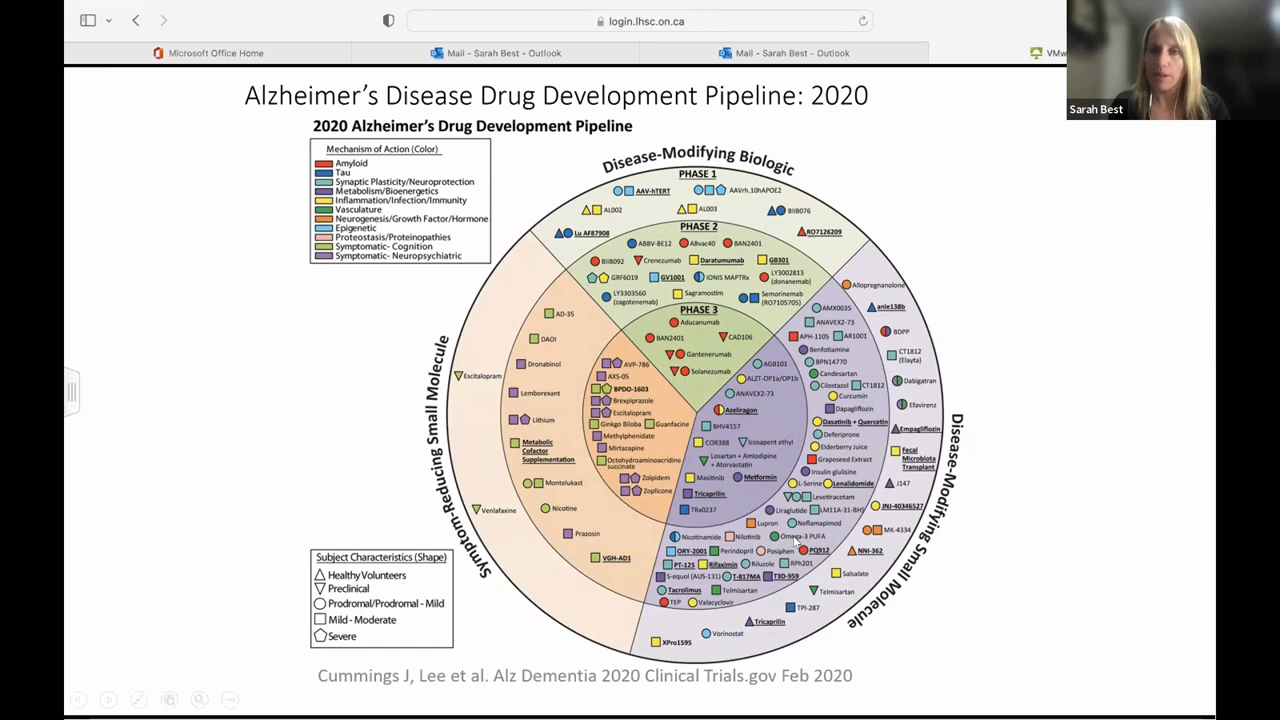 login.lhsc.on.ca
Microsoft Office Home
Mail - Sarah Best - Outlook
Mail - Sarah Best - Outlook
VMw
Sarah Best
Alzheimer's Disease Drug Development Pipeline: 2020
2020 Alzheimer's Drug Development Pipeline
Mechanism of Action (Color)
Amyloid
Tau
Synaptic Plasticity/Neuroprotection
Metabolism/Bioenergetics
Inflammation/Infection/Immunity
Vasculature
Neurogenesis/Growth Factor/Hormone
Epigenetic
Proteostasis/Proteinopathies
Symptomatic- Cognition
Symptomatic- Neuropsychiatric
Disease-Modifying Biologic
PHASE 1
AAV-hTERT
AAVrh.10hAPOE2
AL002
AL003
BIIB076
Lu AF87908
RO7126209
PHASE 2
ABBV-8E12
ABvac40
BAN2401
BIIB092
Crenezumab
Daratumumab
GB301
GRF6019
GV1001
IONIS MAPTRx
LY3002813
(donanemab)
LY3303560
(zagotenemab)
Sagramostim
Semorinemab
(RO7105705)
PHASE 3
Aducanumab
BAN2401
CAD106
Gantenerumab
Solanezumab
Symptom-Reducing Small Molecule
Escitalopram
Venlafaxine
AD-35
DAOI
Dronabinol
Lemborexant
Lithium
Metabolic
Cofactor
Supplementation
Montelukast
Nicotine
Prazosin
VGH-AD1
AVP-786
AXS-05
BPDO-1603
Brexpiprazole
Escitalopram
Ginkgo Biloba
Guanfacine
Methylphenidate
Mirtazapine
Octohydroaminoacridine
succinate
Zolpidem
Zoplicone
Disease-Modifying Small Molecule
AGB101
ALZT-OP1a/OP1b
ANAVEX2-73
Azeliragon
BHV4157
COR388
Icosapent ethyl
Losartan + Amlodipine
+ Atorvastatin
Masitinib
Metformin
Tricaprilin
TRx0237
AMX0035
ANAVEX2-73
APH-1105
AR1001
Benfotiamine
BPN14770
Candesartan
Cilostazol
CT1812
Curcumin
Dapagliflozin
Dasatinib + Quercetin
Deferiprone
Elderberry Juice
Grapeseed Extract
Insulin glulisine
L-Serine
Lenalidomide
Levetiracetam
Liraglutide
LM11A-31-BHS
Lupron
Neflamapimod
Nicotinamide
Nilotinib
Omega-3 PUFA
ORY-2001
Perindopril
Posiphen
PQ912
PT-125
Rifaximin
Riluzole
RPh201
S-equol (AUS-131)
T-817MA
T3D-959
Tacrolimus
Telmisartan
TEP
Valacyclovir
Allopregnanolone
anle138b
BDPP
CT1812
(Elayta)
Dabigatran
Efavirenz
Empagliflozin
Fecal
Microbiota
Transplant
J147
JNJ-40346527
MK-4334
NNI-362
Salsalate
Telmisartan
TPI-287
Tricaprilin
Vorinostat
XPro1595
Subject Characteristics (Shape)
Healthy Volunteers
Preclinical
Prodromal/Prodromal - Mild
Mild - Moderate
Severe
Cummings J, Lee et al. Alz Dementia 2020 Clinical Trials.gov Feb 2020